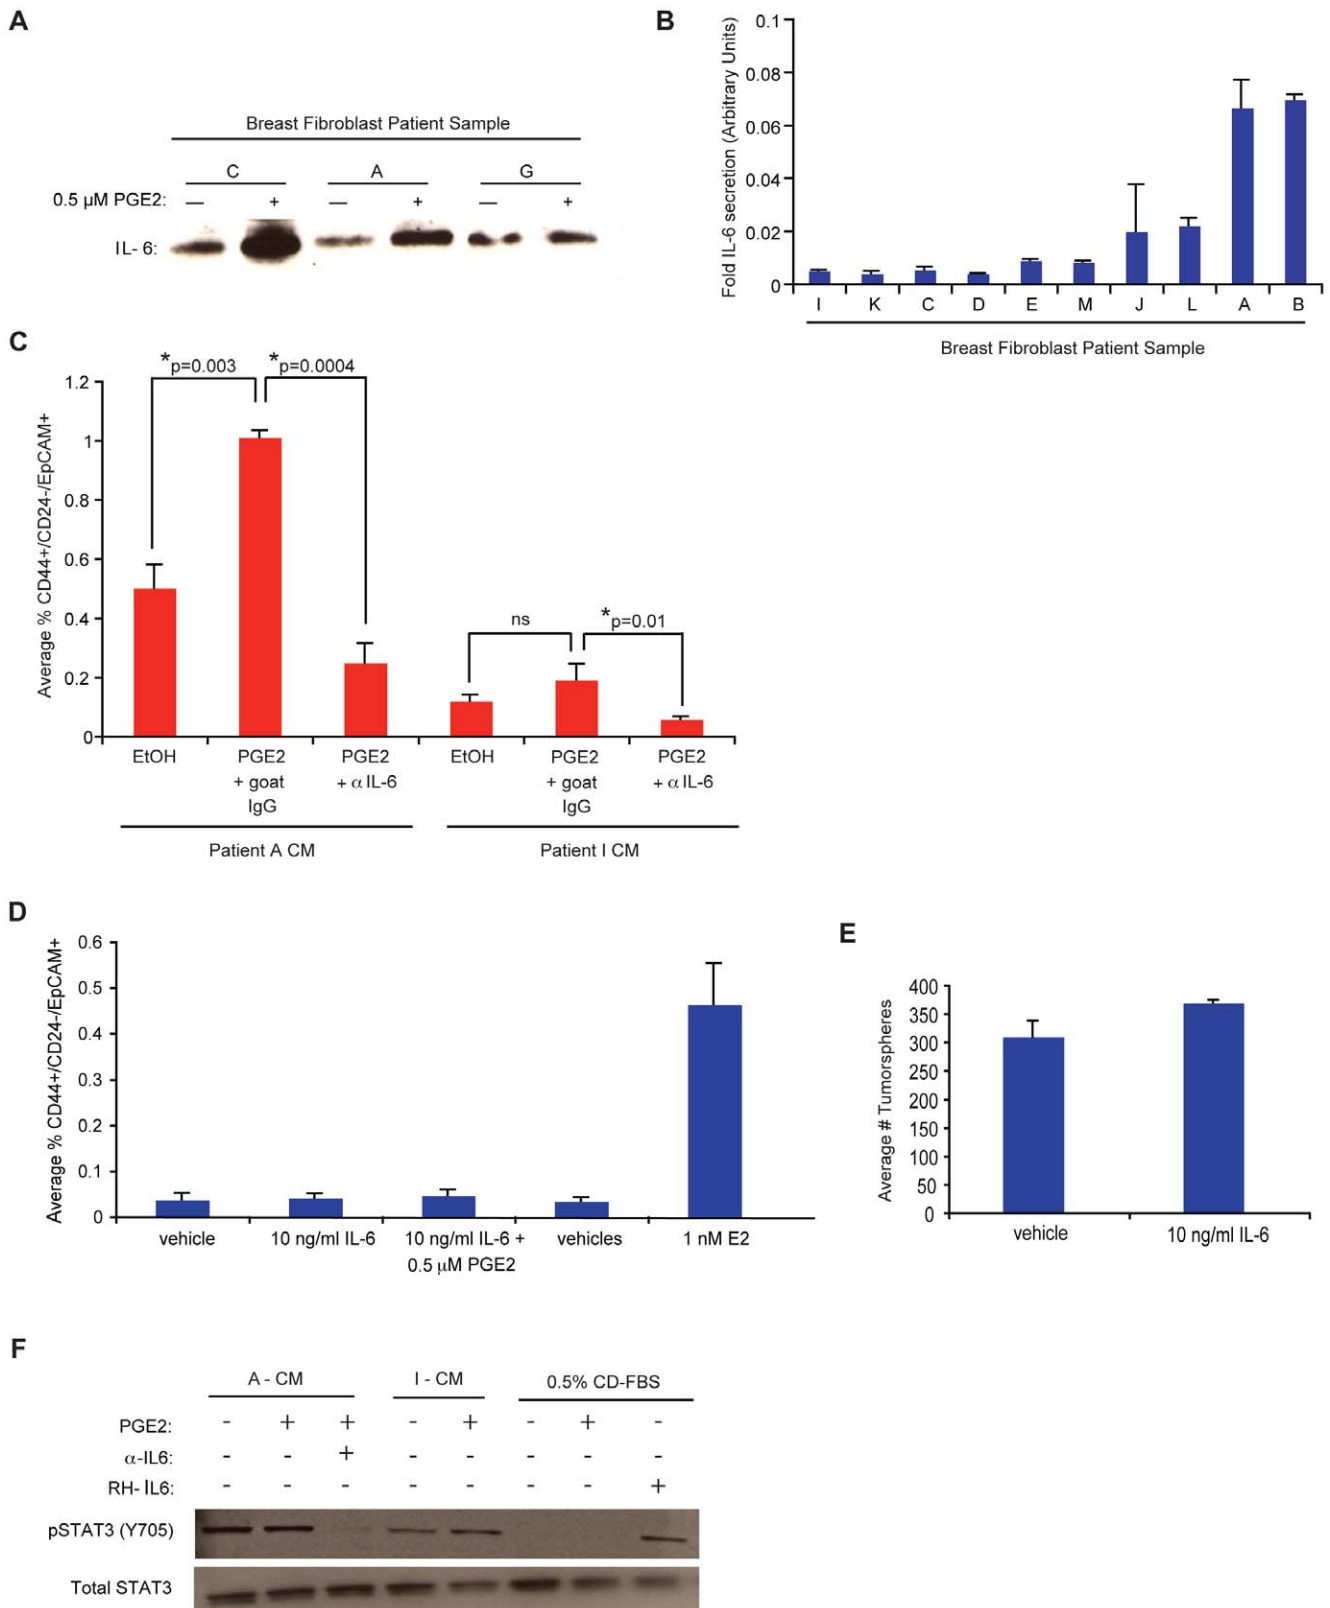 A
Breast Fibroblast Patient Sample
C A G
0.5 µM PGE2: — + — + — +
IL-6:
B
Fold IL-6 secretion (Arbitrary Units)
0.1
0.08
0.06
0.04
0.02
0
I K C D E M J L A B
Breast Fibroblast Patient Sample
C
Average % CD44+/CD24-/EpCAM+
1.2
1
0.8
0.6
0.4
0.2
0
*p=0.003 *p=0.0004
ns *p=0.01
EtOH PGE2 PGE2 EtOH PGE2 PGE2
+ goat + α IL-6 + goat + α IL-6
IgG IgG
Patient A CM Patient I CM
D
Average % CD44+/CD24-/EpCAM+
0.6
0.5
0.4
0.3
0.2
0.1
0
vehicle 10 ng/ml IL-6 10 ng/ml IL-6 + vehicles 1 nM E2
0.5 µM PGE2
E
Average # Tumorspheres
400
350
300
250
200
150
100
50
0
vehicle 10 ng/ml IL-6
F
A - CM I - CM 0.5% CD-FBS
PGE2: - + + - + - + -
α-IL6: - - + - - - - -
RH-IL6: - - - - - - - +
pSTAT3 (Y705)
Total STAT3